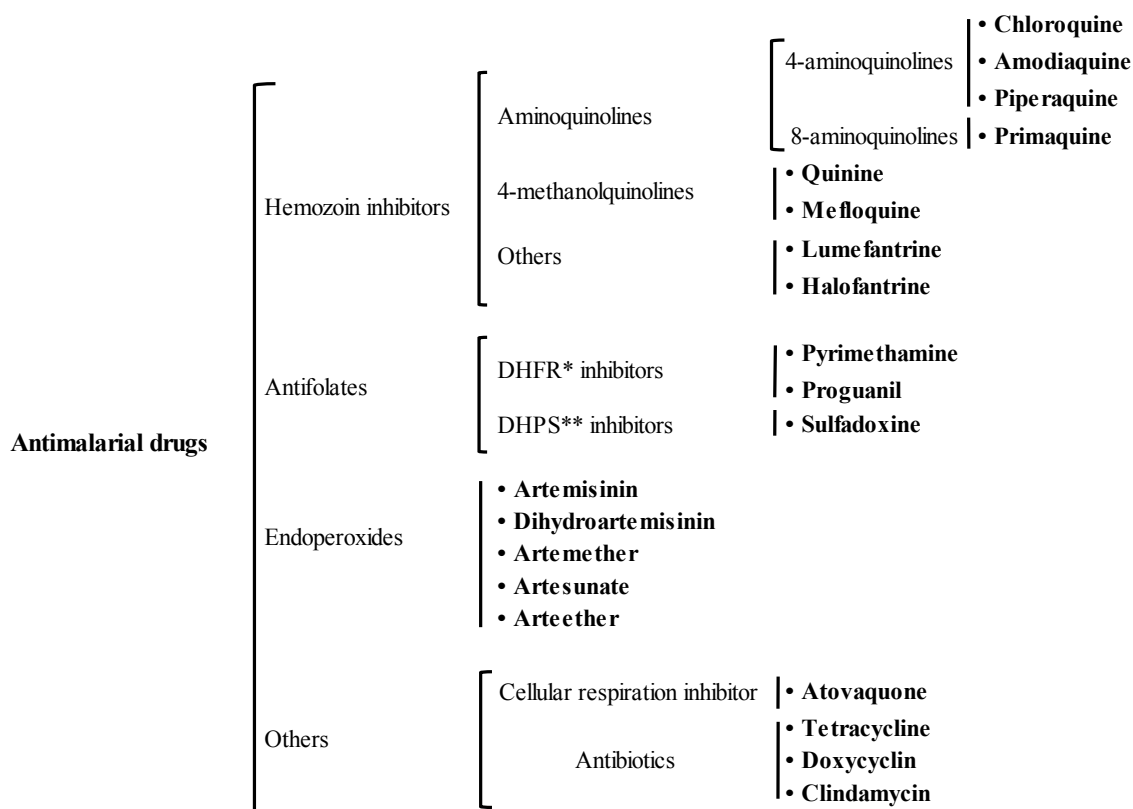 Antimalarial drugs
Hemozoin inhibitors
Aminoquinolines
4-aminoquinolines
• Chloroquine
• Amodiaquine
• Piperaquine
8-aminoquinolines
• Primaquine
4-methanolquinolines
• Quinine
• Mefloquine
Others
• Lumefantrine
• Halofantrine
Antifolates
DHFR* inhibitors
• Pyrimethamine
• Proguanil
DHPS** inhibitors
• Sulfadoxine
Endoperoxides
• Artemisinin
• Dihydroartemisinin
• Artemether
• Artesunate
• Arteether
Others
Cellular respiration inhibitor
• Atovaquone
Antibiotics
• Tetracycline
• Doxycyclin
• Clindamycin